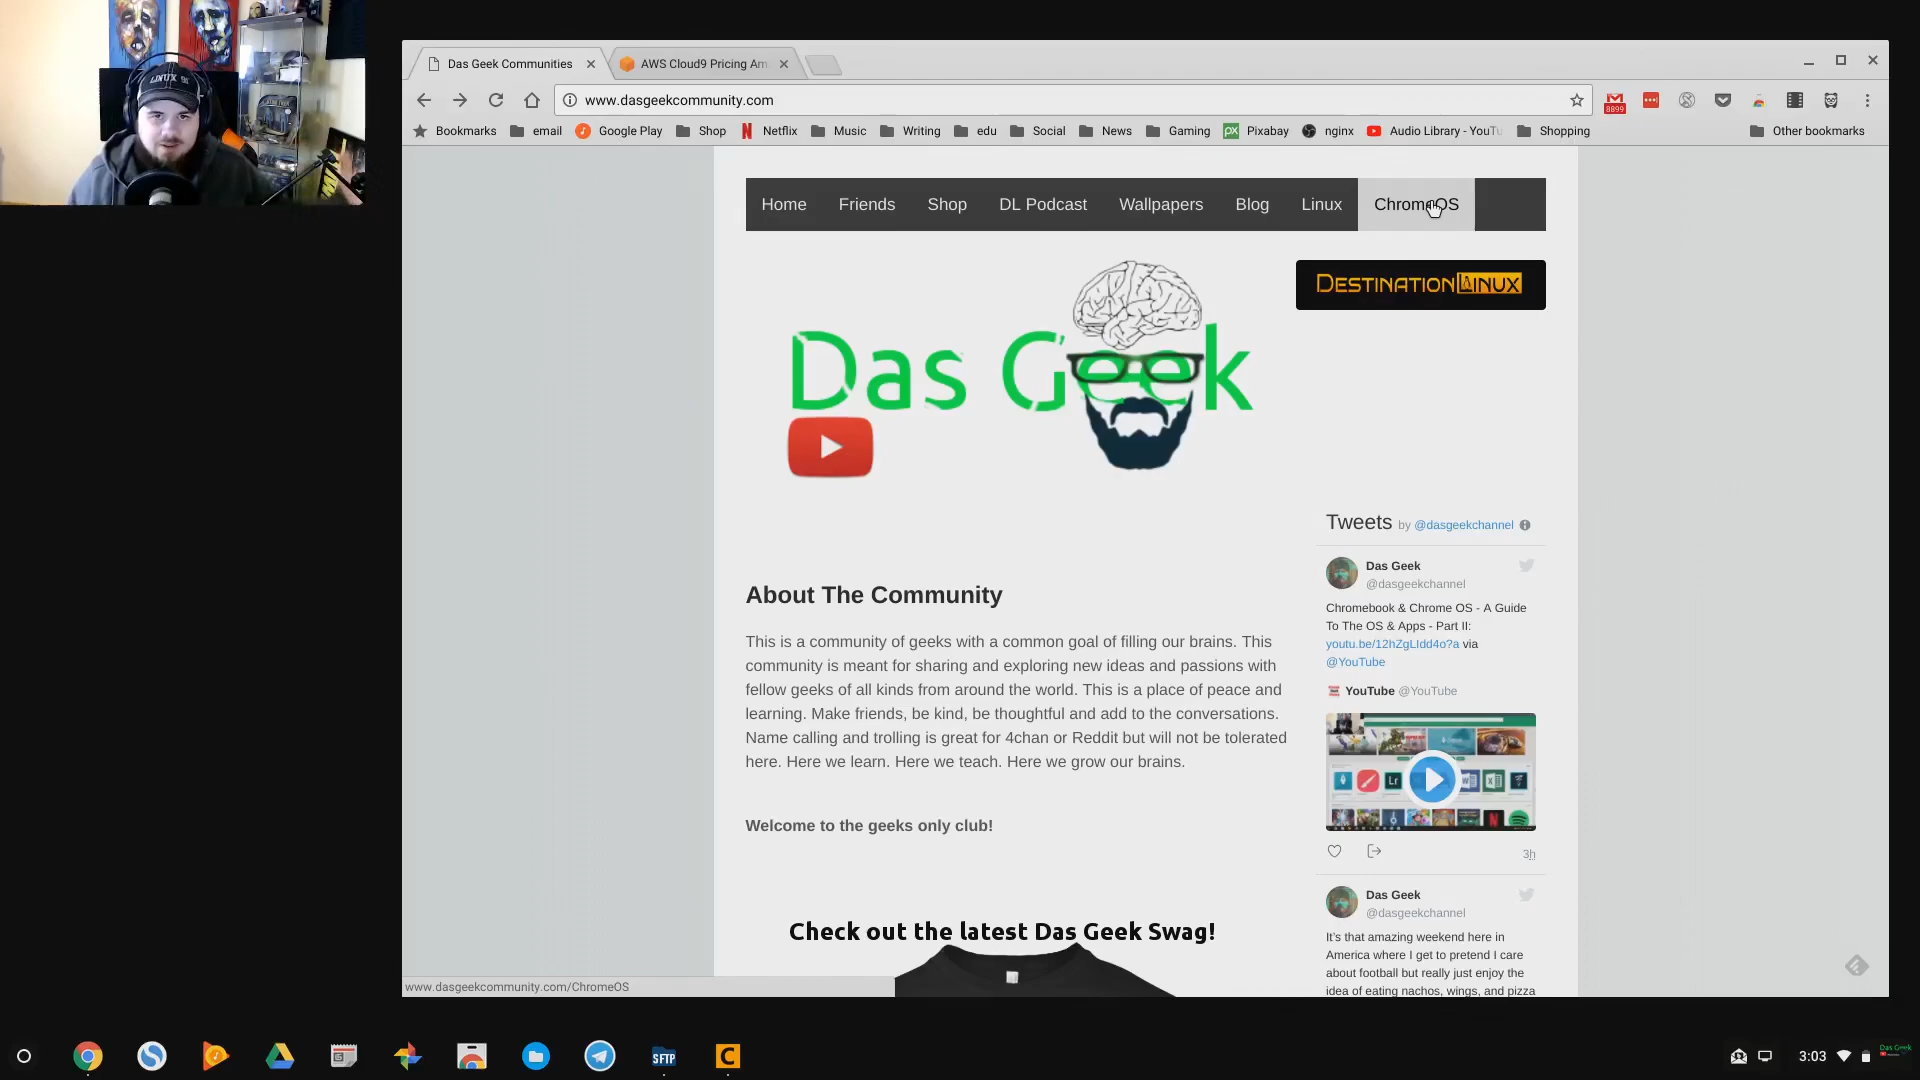 LINUX
Das Geek Communities
AWS Cloud9 Pricing Am
www.dasgeekcommunity.com
8899
Bookmarks
email
Google Play
Shop
Netflix
Music
Writing
edu
Social
News
Gaming
px Pixabay
nginx
Audio Library - YouTu
Shopping
Other bookmarks
Home
Friends
Shop
DL Podcast
Wallpapers
Blog
Linux
ChromeOS
DESTINATION LINUX
Das Geek
Tweets by @dasgeekchannel
Das Geek
@dasgeekchannel
Chromebook & Chrome OS - A Guide
To The OS & Apps - Part II:
youtu.be/12hZgLIdd4o?a via
@YouTube
YouTube @YouTube
Lr
3h
About The Community
This is a community of geeks with a common goal of filling our brains. This
community is meant for sharing and exploring new ideas and passions with
fellow geeks of all kinds from around the world. This is a place of peace and
learning. Make friends, be kind, be thoughtful and add to the conversations.
Name calling and trolling is great for 4chan or Reddit but will not be tolerated
here. Here we learn. Here we teach. Here we grow our brains.
Welcome to the geeks only club!
Das Geek
@dasgeekchannel
It's that amazing weekend here in
America where I get to pretend I care
about football but really just enjoy the
idea of eating nachos, wings, and pizza
Check out the latest Das Geek Swag!
www.dasgeekcommunity.com/ChromeOS
SFTP
C
3:03
Das Geek